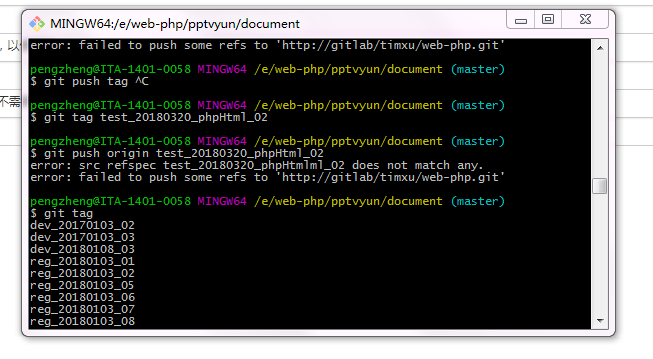 MINGW64:/e/web-php/pptvyun/document
error: failed to push some refs to 'http://gitlab/timxu/web-php.git'
pengzheng@ITA-1401-0058 MINGW64 /e/web-php/pptvyun/document (master)
$ git push tag ^C
pengzheng@ITA-1401-0058 MINGW64 /e/web-php/pptvyun/document (master)
$ git tag test_20180320_phpHtml_02
pengzheng@ITA-1401-0058 MINGW64 /e/web-php/pptvyun/document (master)
$ git push origin test_20180320_phpHtml_02
error: src refspec test_20180320_phpHtmlml_02 does not match any.
error: failed to push some refs to 'http://gitlab/timxu/web-php.git'
pengzheng@ITA-1401-0058 MINGW64 /e/web-php/pptvyun/document (master)
$ git tag
dev_20170103_02
dev_20170103_03
dev_20180108_03
reg_20180103_01
reg_20180103_02
reg_20180103_05
reg_20180103_06
reg_20180103_07
reg_20180103_08
，以
不需